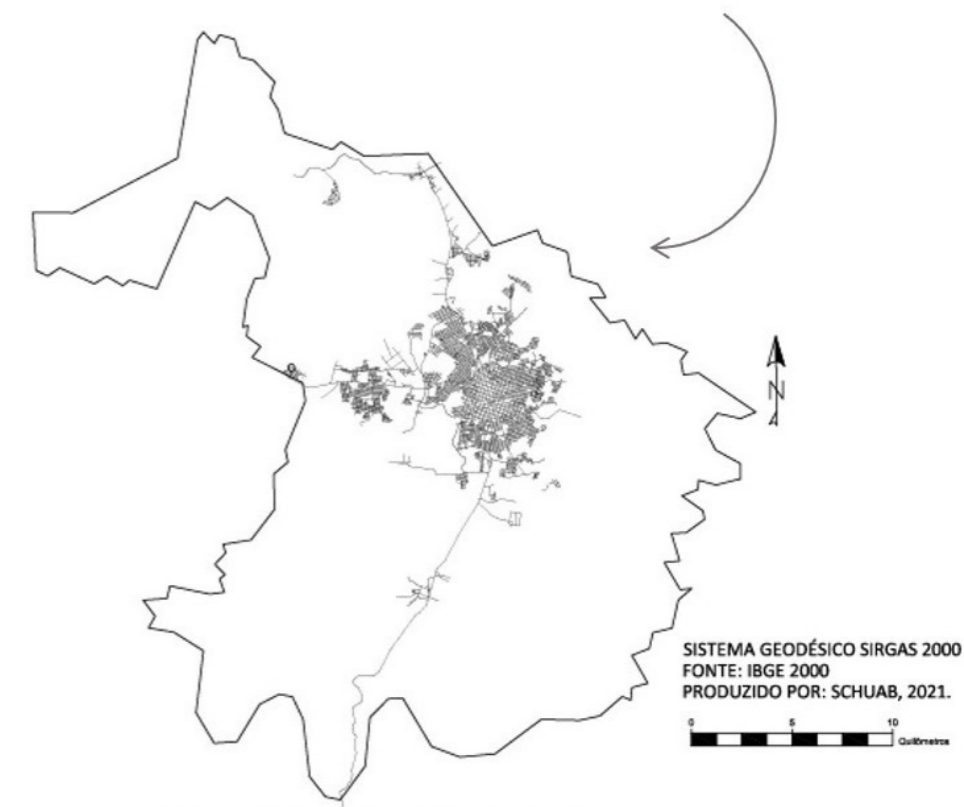 N
SISTEMA GEODÉSICO SIRGAS 2000
FONTE: IBGE 2000
PRODUZIDO POR: SCHUAB, 2021.
0 5 10
Quilômetros